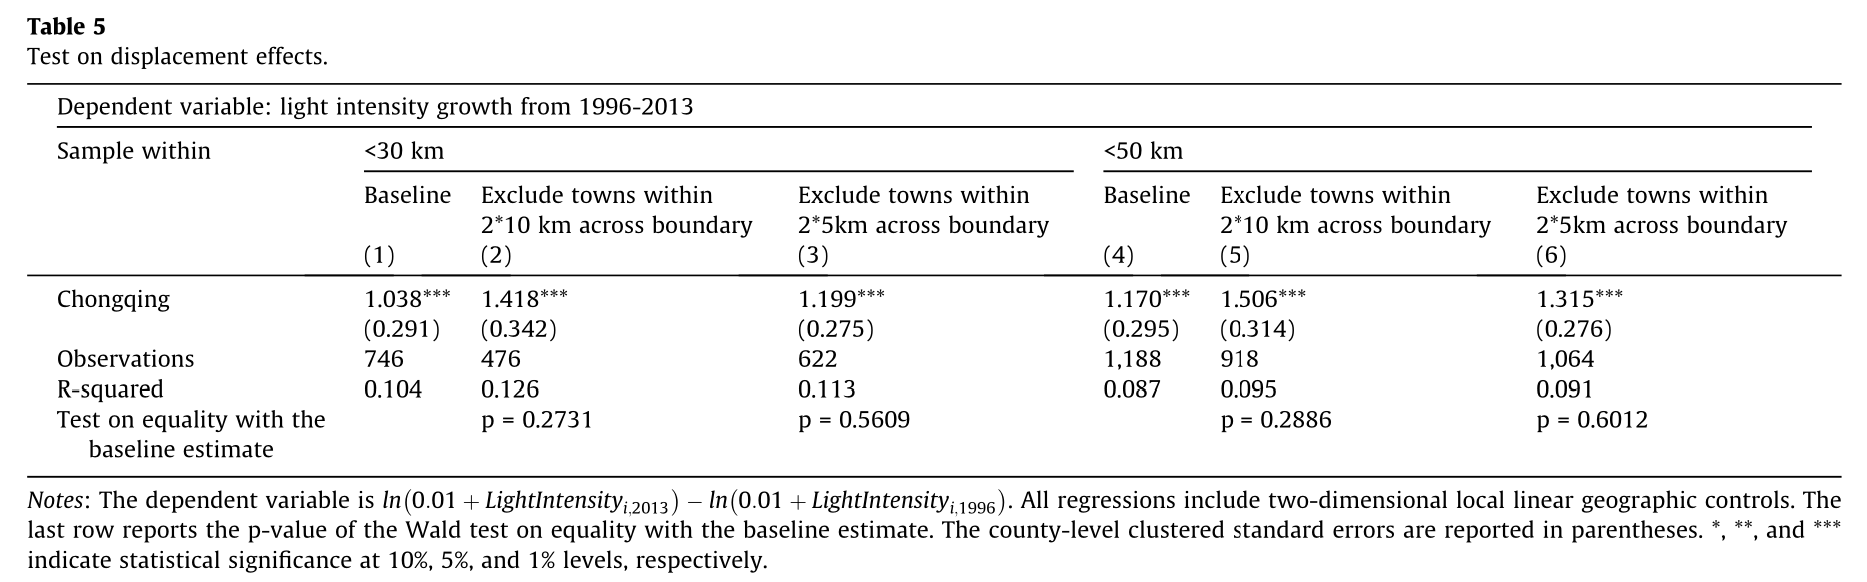 Table 5
Test on displacement effects.
Dependent variable: light intensity growth from 1996-2013
Sample within <30 km <50 km
Baseline Exclude towns within Exclude towns within Baseline Exclude towns within Exclude towns within
2*10 km across boundary 2*5km across boundary 2*10 km across boundary 2*5km across boundary
(1) (2) (3) (4) (5) (6)
Chongqing 1.038*** 1.418*** 1.199*** 1.170*** 1.506*** 1.315***
(0.291) (0.342) (0.275) (0.295) (0.314) (0.276)
Observations 746 476 622 1,188 918 1,064
R-squared 0.104 0.126 0.113 0.087 0.095 0.091
Test on equality with the p = 0.2731 p = 0.5609 p = 0.2886 p = 0.6012
baseline estimate
Notes: The dependent variable is ln(0.01 + LightIntensity_{i,2013}) − ln(0.01 + LightIntensity_{i,1996}). All regressions include two-dimensional local linear geographic controls. The
last row reports the p-value of the Wald test on equality with the baseline estimate. The county-level clustered standard errors are reported in parentheses. *, **, and ***
indicate statistical significance at 10%, 5%, and 1% levels, respectively.